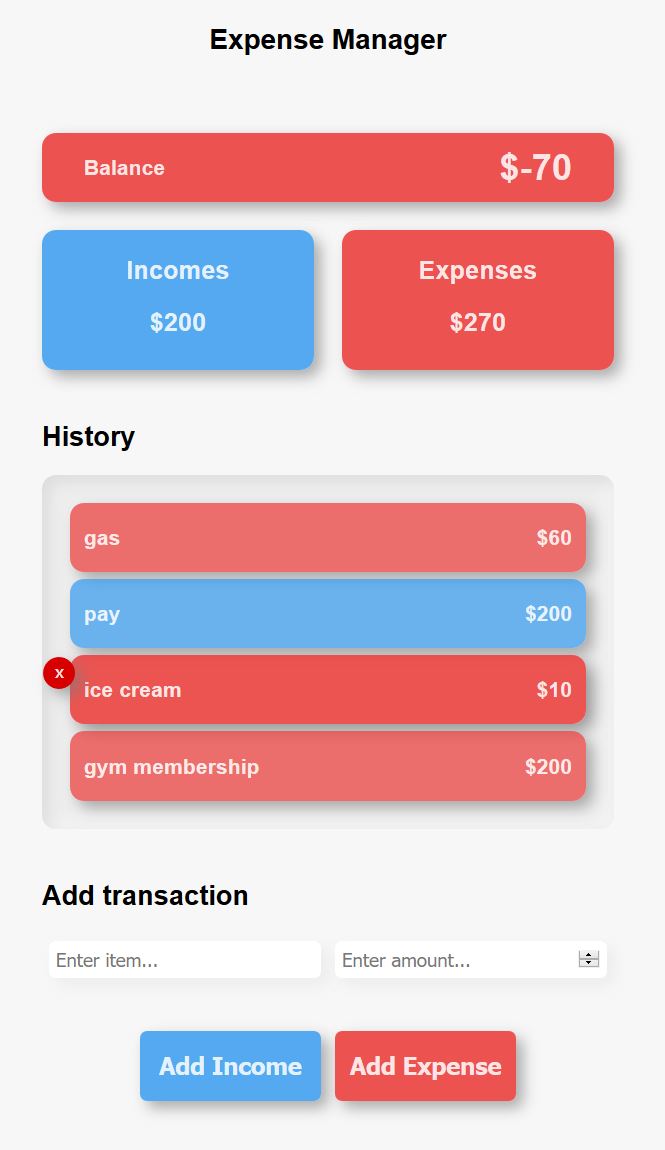 Expense Manager
Balance $-70
Incomes
$200
Expenses
$270
History
gas $60
pay $200
x
ice cream $10
gym membership $200
Add transaction
Enter item... Enter amount...
Add Income Add Expense